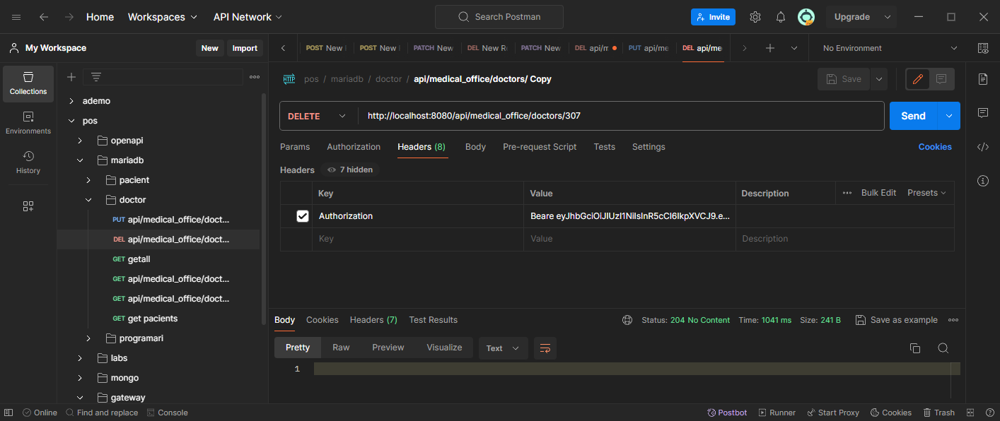 Home Workspaces API Network Search Postman Invite Upgrade
My Workspace New Import POST New POST New PATCH New DEL New R PATCH New DEL api/m PUT api/me DEL api/me No Environment
Collections
Environments
History
ademo
pos
openapi
mariadb
pacient
doctor
PUT api/medical_office/doct...
DEL api/medical_office/doct...
GET getall
GET api/medical_office/doct...
GET api/medical_office/doct...
GET get pacients
programari
labs
mongo
gateway
HTTP pos / mariadb / doctor / api/medical_office/doctors/ Copy Save
DELETE http://localhost:8080/api/medical_office/doctors/307 Send
Params Authorization Headers (8) Body Pre-request Script Tests Settings Cookies
Headers 7 hidden
Key Value Description Bulk Edit Presets
Authorization Beare eyJhbGciOiJIUzI1NiIsInR5cCI6IkpXVCJ9.e...
Key Value Description
Body Cookies Headers (7) Test Results Status: 204 No Content Time: 1041 ms Size: 241 B Save as example
Pretty Raw Preview Visualize Text
1
Online Find and replace Console Postbot Runner Start Proxy Cookies Trash